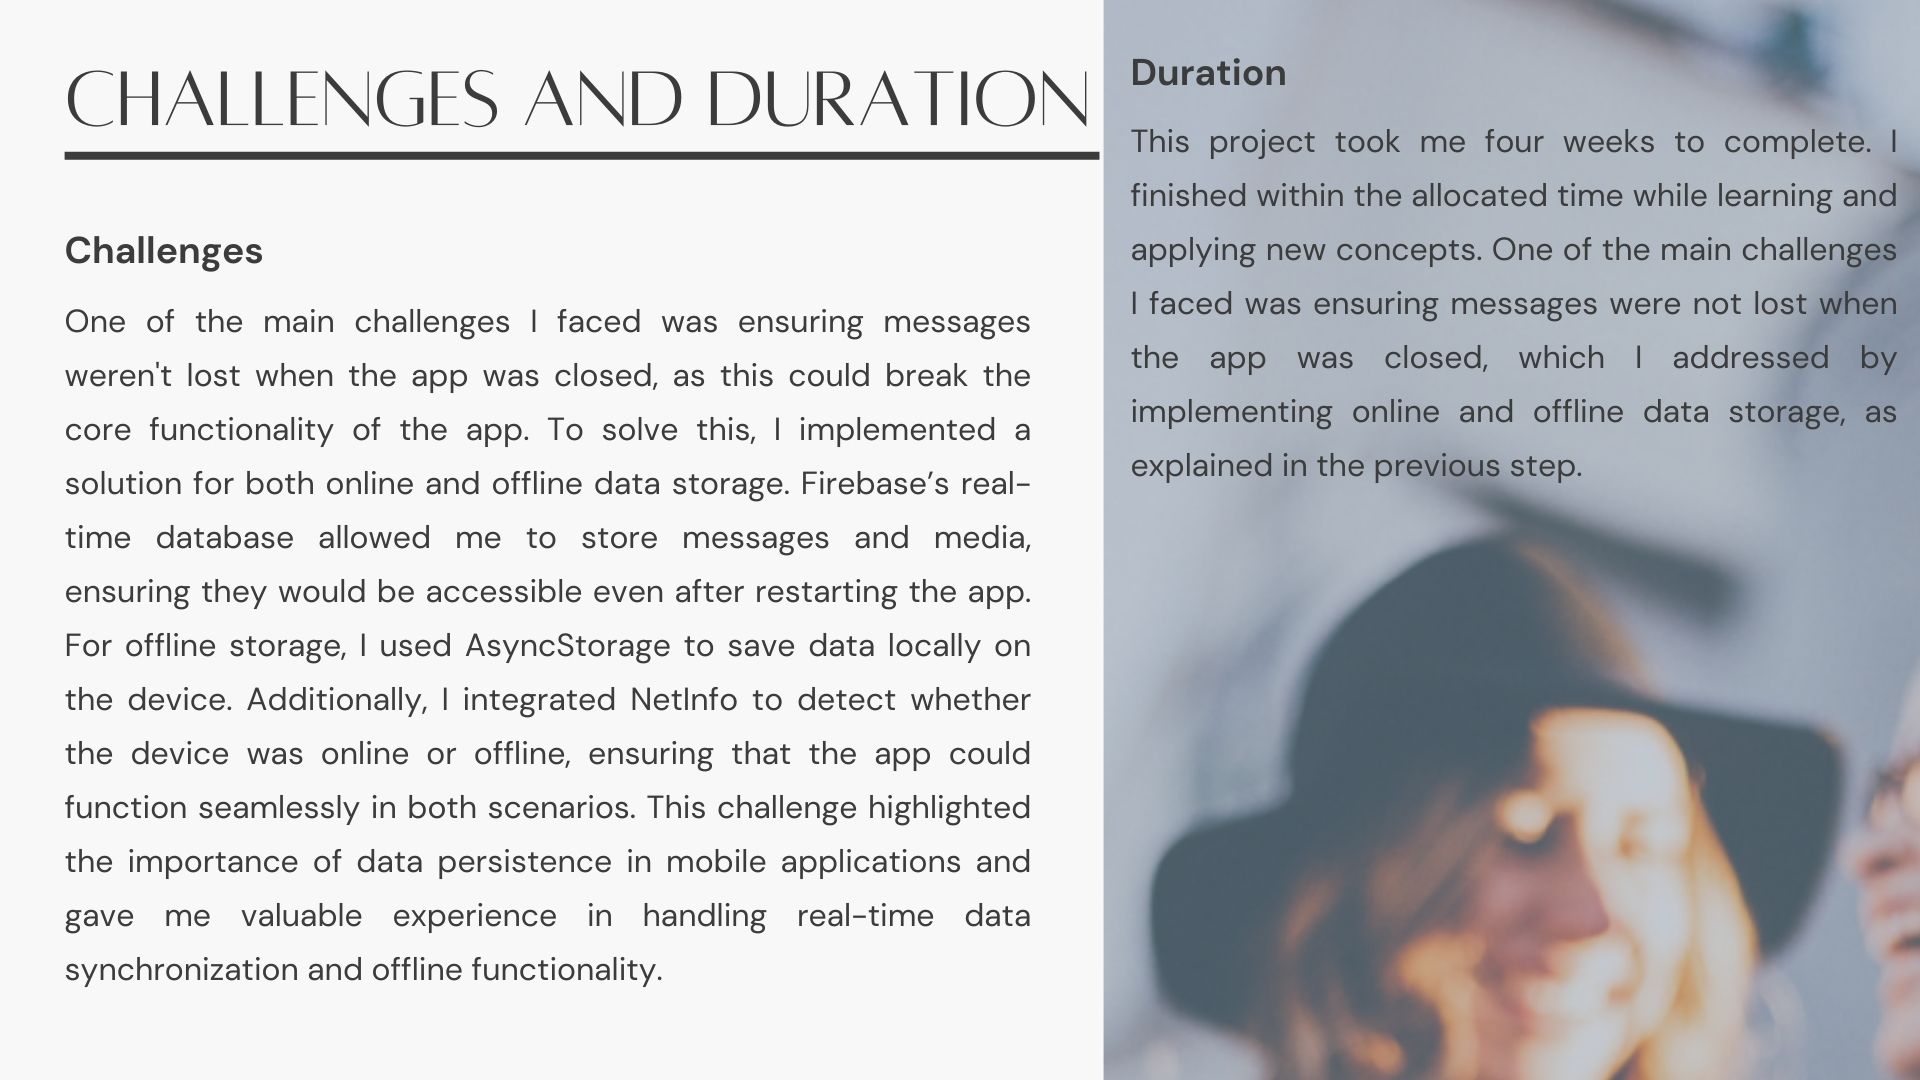 CHALLENGES AND DURATION
Challenges
One of the main challenges I faced was ensuring messages
weren't lost when the app was closed, as this could break the
core functionality of the app. To solve this, I implemented a
solution for both online and offline data storage. Firebase’s real-
time database allowed me to store messages and media,
ensuring they would be accessible even after restarting the app.
For offline storage, I used AsyncStorage to save data locally on
the device. Additionally, I integrated NetInfo to detect whether
the device was online or offline, ensuring that the app could
function seamlessly in both scenarios. This challenge highlighted
the importance of data persistence in mobile applications and
gave me valuable experience in handling real-time data
synchronization and offline functionality.
Duration
This project took me four weeks to complete. I
finished within the allocated time while learning and
applying new concepts. One of the main challenges
I faced was ensuring messages were not lost when
the app was closed, which I addressed by
implementing online and offline data storage, as
explained in the previous step.